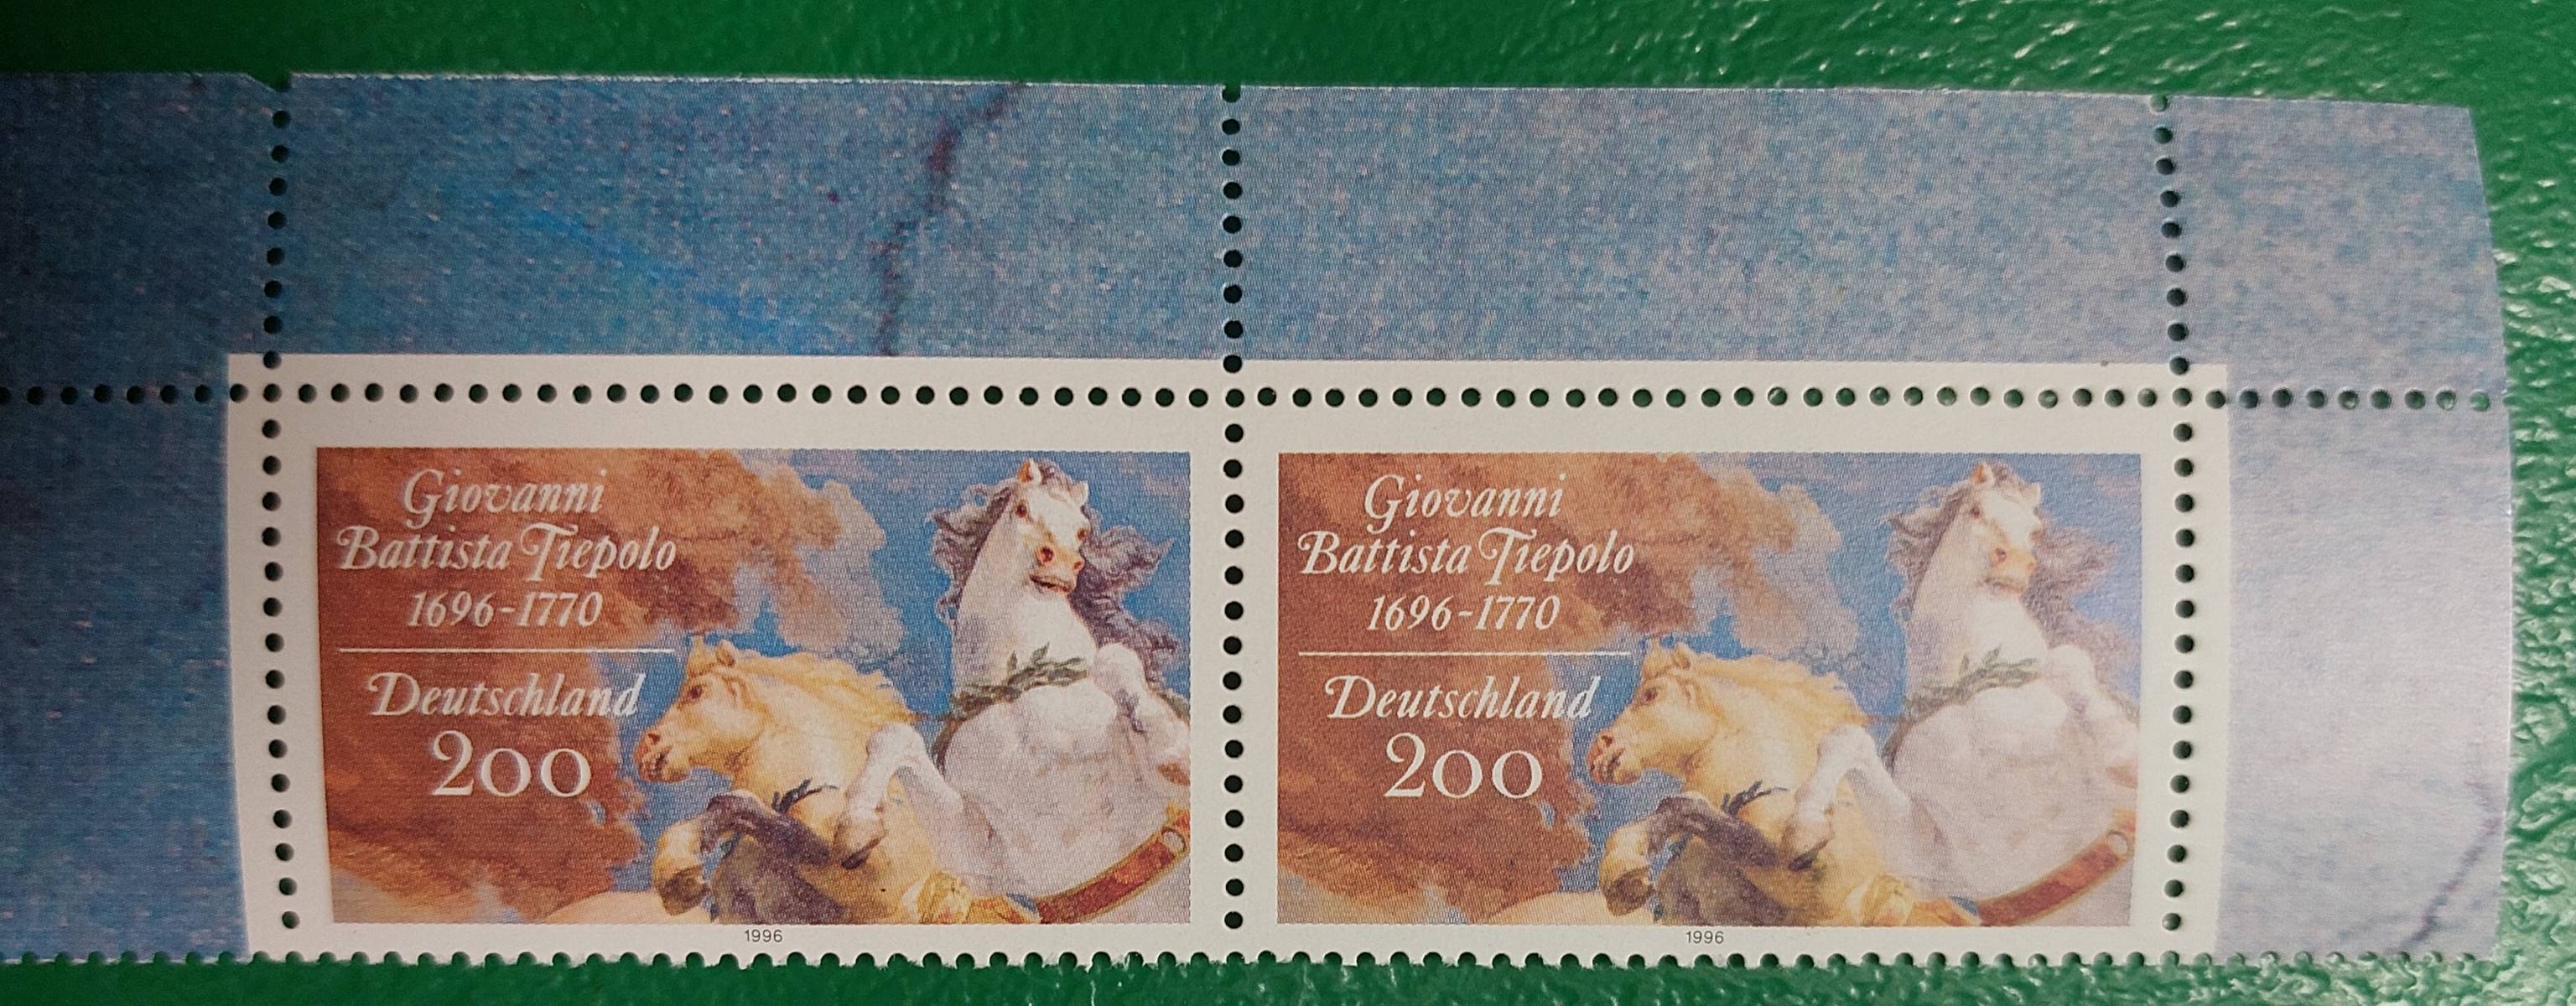 Giovanni
Battista Tiepolo
1696-1770
Deutschland
200
1996
Giovanni
Battista Tiepolo
1696-1770
Deutschland
200
1996